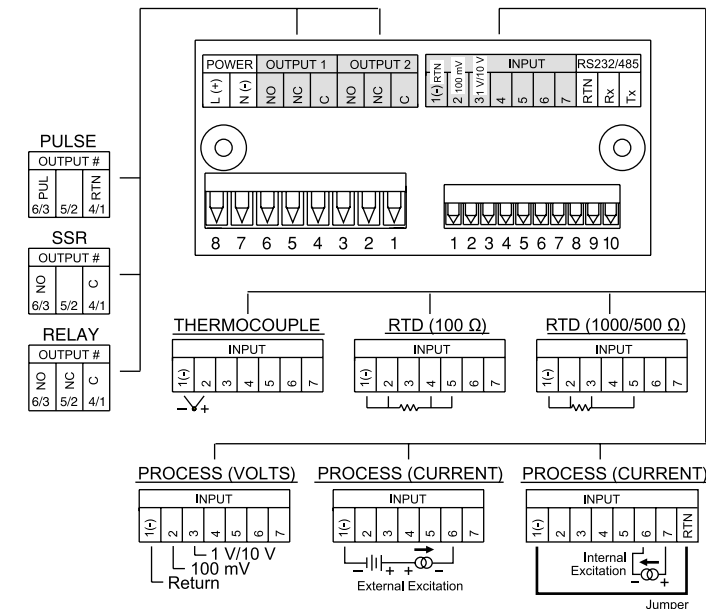 POWER OUTPUT 1 OUTPUT 2 INPUT RS232/485
L (+) N (-) NO NC C NO NC C 1(-) RTN 2 100 mV 3 1 V/10 V 4 5 6 7 RTN Rx Tx
8 7 6 5 4 3 2 1 1 2 3 4 5 6 7 8 9 10
PULSE
OUTPUT #
PUL RTN
6/3 5/2 4/1
SSR
OUTPUT #
NO C
6/3 5/2 4/1
RELAY
OUTPUT #
NO NC C
6/3 5/2 4/1
THERMOCOUPLE
INPUT
1(-) 2 3 4 5 6 7
- +
RTD (100 Ω)
INPUT
1(-) 2 3 4 5 6 7
RTD (1000/500 Ω)
INPUT
1(-) 2 3 4 5 6 7
PROCESS (VOLTS)
INPUT
1(-) 2 3 4 5 6 7
1 V/10 V
100 mV
Return
PROCESS (CURRENT)
INPUT
1(-) 2 3 4 5 6 7
- + + -
External Excitation
PROCESS (CURRENT)
INPUT
1(-) 2 3 4 5 6 7 RTN
Internal
Excitation
- +
Jumper